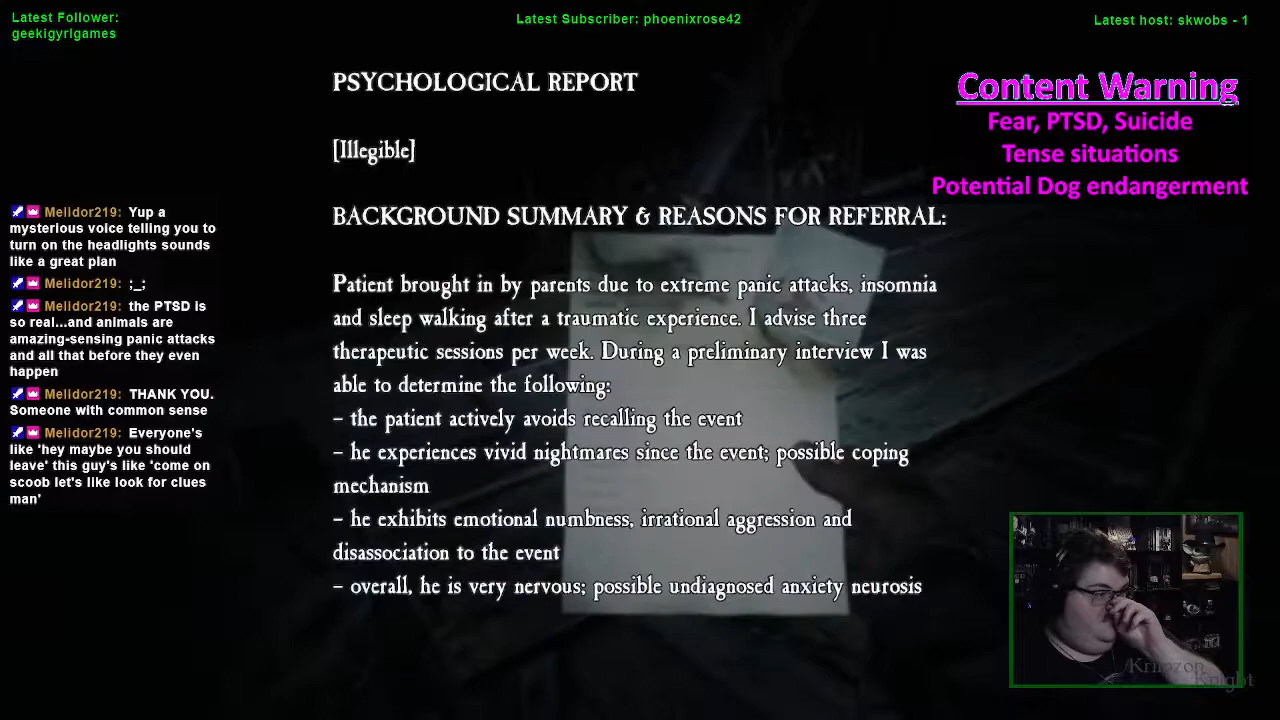 Latest Follower:
geekigyrlgames
Latest Subscriber: phoenixrose42
Latest host: skwobs - 1
Content Warning
Fear, PTSD, Suicide
Tense situations
Potential Dog endangerment
Melldor219: Yup a
mysterious voice telling you to
turn on the headlights sounds
like a great plan
Melldor219: ;_;
Melldor219: the PTSD is
so real...and animals are
amazing-sensing panic attacks
and all that before they even
happen
Melldor219: THANK YOU.
Someone with common sense
Melldor219: Everyone's
like 'hey maybe you should
leave' this guy's like 'come on
scoob let's like look for clues
man'
PSYCHOLOGICAL REPORT
[Illegible]
BACKGROUND SUMMARY & REASONS FOR REFERRAL:
Patient brought in by parents due to extreme panic attacks, insomnia
and sleep walking after a traumatic experience. I advise three
therapeutic sessions per week. During a preliminary interview I was
able to determine the following:
– the patient actively avoids recalling the event
– he experiences vivid nightmares since the event; possible coping
mechanism
– he exhibits emotional numbness, irrational aggression and
disassociation to the event
– overall, he is very nervous; possible undiagnosed anxiety neurosis
Krimzon
Knight